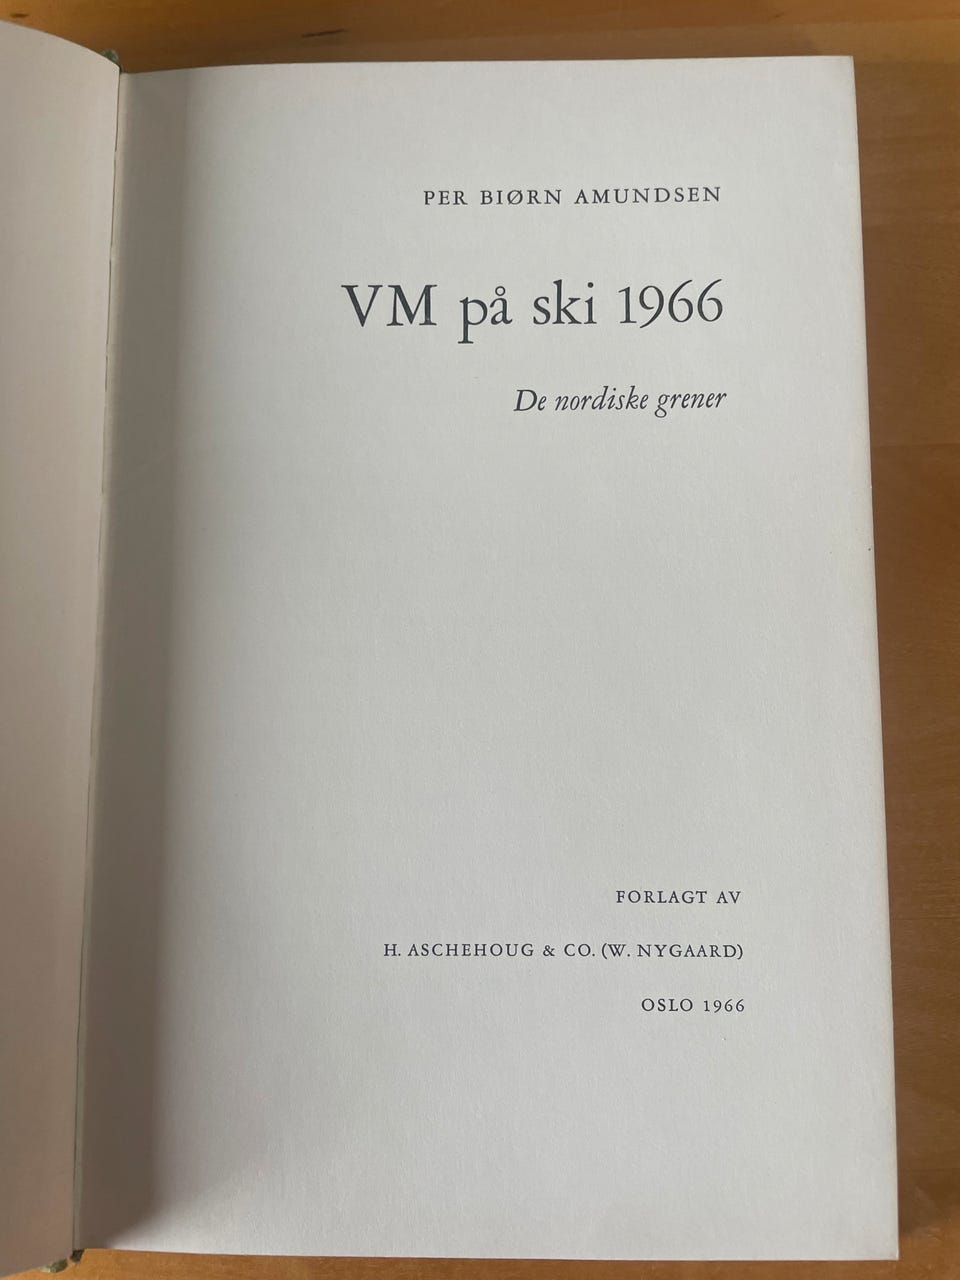 PER BIØRN AMUNDSEN
VM på ski 1966
De nordiske grener
FORLAGT AV
H. ASCHEHOUG & CO. (W. NYGAARD)
OSLO 1966